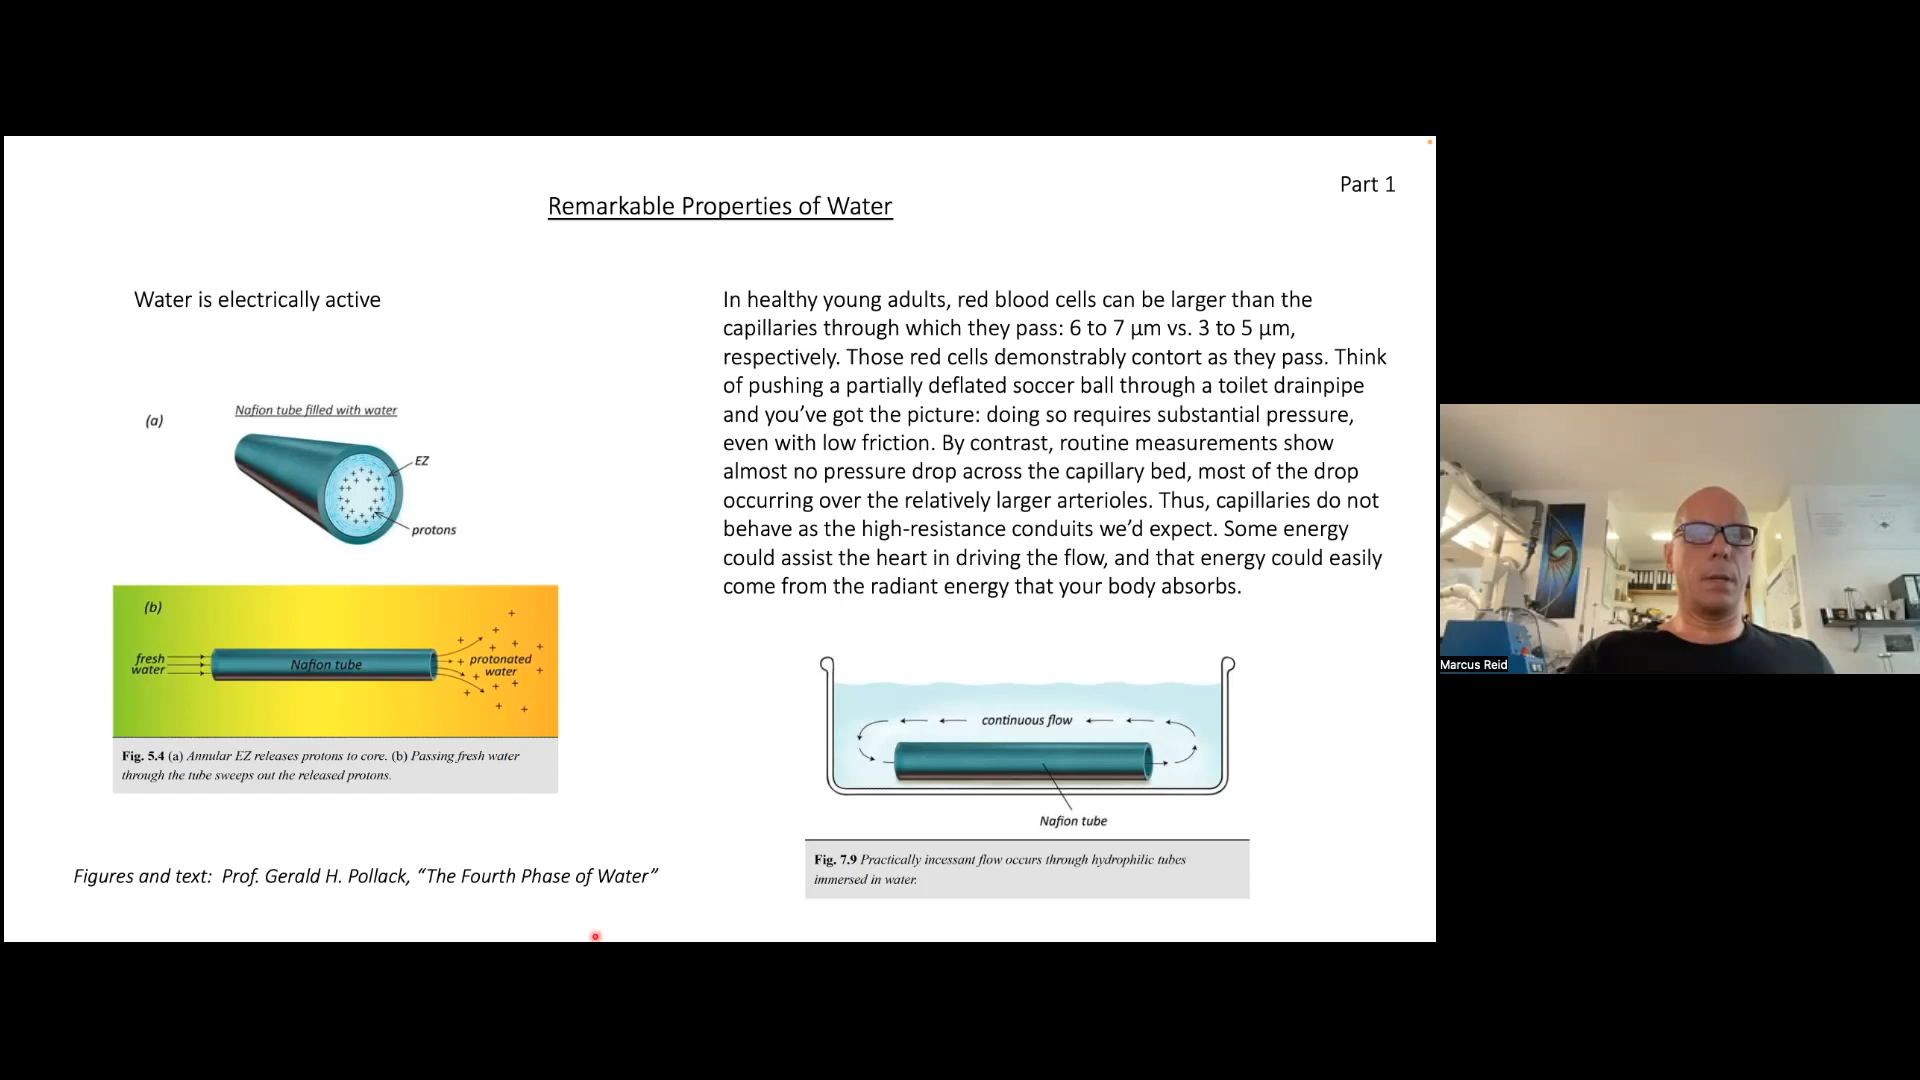 Part 1
Remarkable Properties of Water
Water is electrically active
(a)
Nafion tube filled with water
EZ
protons
(b)
fresh
water
Nafion tube
protonated
water
Fig. 5.4 (a) Annular EZ releases protons to core. (b) Passing fresh water
through the tube sweeps out the released protons.
Figures and text: Prof. Gerald H. Pollack, “The Fourth Phase of Water”
In healthy young adults, red blood cells can be larger than the
capillaries through which they pass: 6 to 7 µm vs. 3 to 5 µm,
respectively. Those red cells demonstrably contort as they pass. Think
of pushing a partially deflated soccer ball through a toilet drainpipe
and you’ve got the picture: doing so requires substantial pressure,
even with low friction. By contrast, routine measurements show
almost no pressure drop across the capillary bed, most of the drop
occurring over the relatively larger arterioles. Thus, capillaries do not
behave as the high-resistance conduits we’d expect. Some energy
could assist the heart in driving the flow, and that energy could easily
come from the radiant energy that your body absorbs.
continuous flow
Nafion tube
Fig. 7.9 Practically incessant flow occurs through hydrophilic tubes
immersed in water.
Marcus Reid